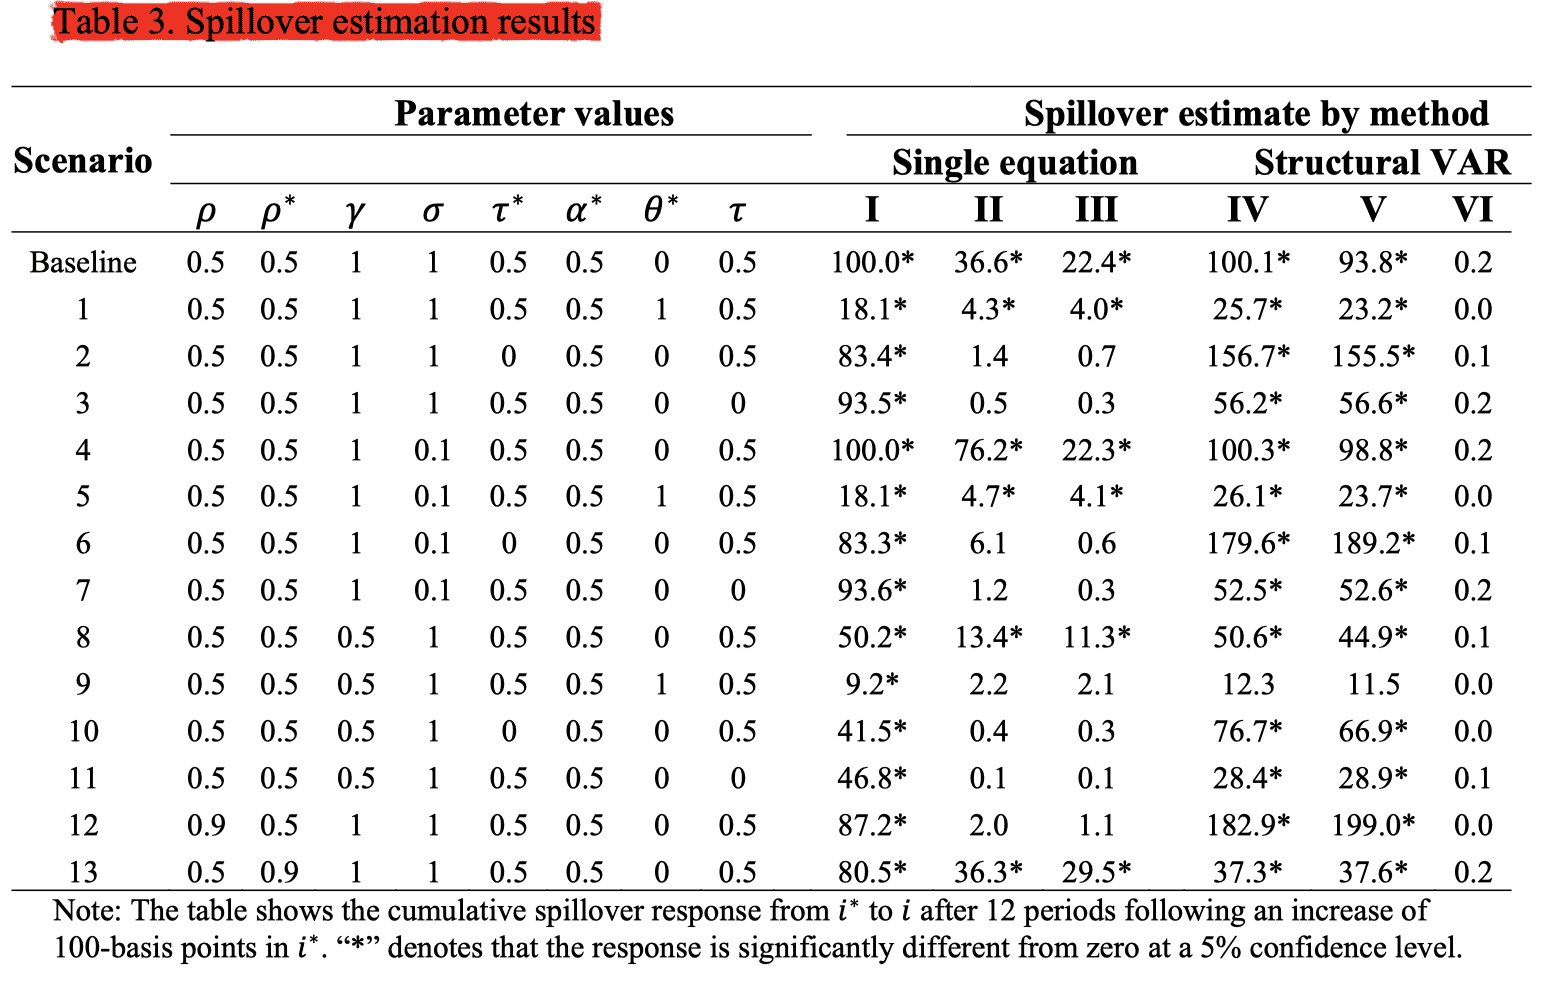 Table 3. Spillover estimation results
Parameter values Spillover estimate by method
Scenario Single equation Structural VAR
ρ ρ* γ σ τ* α* θ* τ I II III IV V VI
Baseline 0.5 0.5 1 1 0.5 0.5 0 0.5 100.0* 36.6* 22.4* 100.1* 93.8* 0.2
1 0.5 0.5 1 1 0.5 0.5 1 0.5 18.1* 4.3* 4.0* 25.7* 23.2* 0.0
2 0.5 0.5 1 1 0 0.5 0 0.5 83.4* 1.4 0.7 156.7* 155.5* 0.1
3 0.5 0.5 1 1 0.5 0.5 0 0 93.5* 0.5 0.3 56.2* 56.6* 0.2
4 0.5 0.5 1 0.1 0.5 0.5 0 0.5 100.0* 76.2* 22.3* 100.3* 98.8* 0.2
5 0.5 0.5 1 0.1 0.5 0.5 1 0.5 18.1* 4.7* 4.1* 26.1* 23.7* 0.0
6 0.5 0.5 1 0.1 0 0.5 0 0.5 83.3* 6.1 0.6 179.6* 189.2* 0.1
7 0.5 0.5 1 0.1 0.5 0.5 0 0 93.6* 1.2 0.3 52.5* 52.6* 0.2
8 0.5 0.5 0.5 1 0.5 0.5 0 0.5 50.2* 13.4* 11.3* 50.6* 44.9* 0.1
9 0.5 0.5 0.5 1 0.5 0.5 1 0.5 9.2* 2.2 2.1 12.3 11.5 0.0
10 0.5 0.5 0.5 1 0 0.5 0 0.5 41.5* 0.4 0.3 76.7* 66.9* 0.0
11 0.5 0.5 0.5 1 0.5 0.5 0 0 46.8* 0.1 0.1 28.4* 28.9* 0.1
12 0.9 0.5 1 1 0.5 0.5 0 0.5 87.2* 2.0 1.1 182.9* 199.0* 0.0
13 0.5 0.9 1 1 0.5 0.5 0 0.5 80.5* 36.3* 29.5* 37.3* 37.6* 0.2
Note: The table shows the cumulative spillover response from i* to i after 12 periods following an increase of
100-basis points in i*. “*” denotes that the response is significantly different from zero at a 5% confidence level.